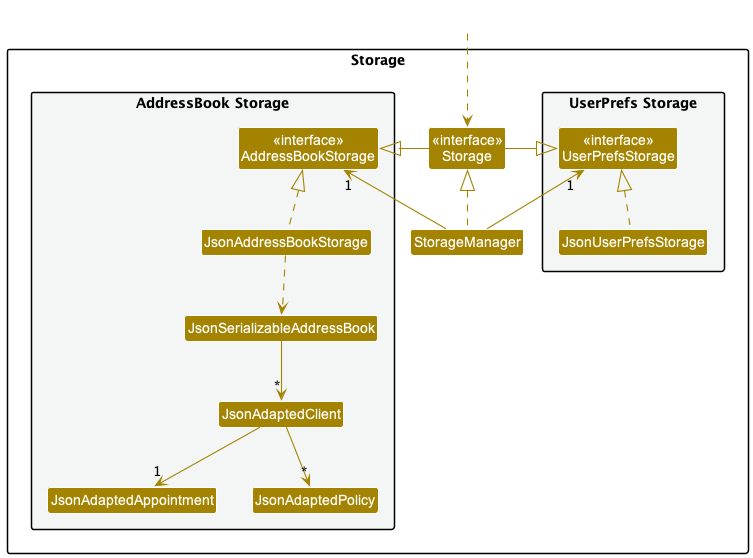 Storage
AddressBook Storage
UserPrefs Storage
«interface»
AddressBookStorage
«interface»
Storage
«interface»
UserPrefsStorage
1
1
JsonAddressBookStorage
StorageManager
JsonUserPrefsStorage
JsonSerializableAddressBook
*
JsonAdaptedClient
1
*
JsonAdaptedAppointment
JsonAdaptedPolicy